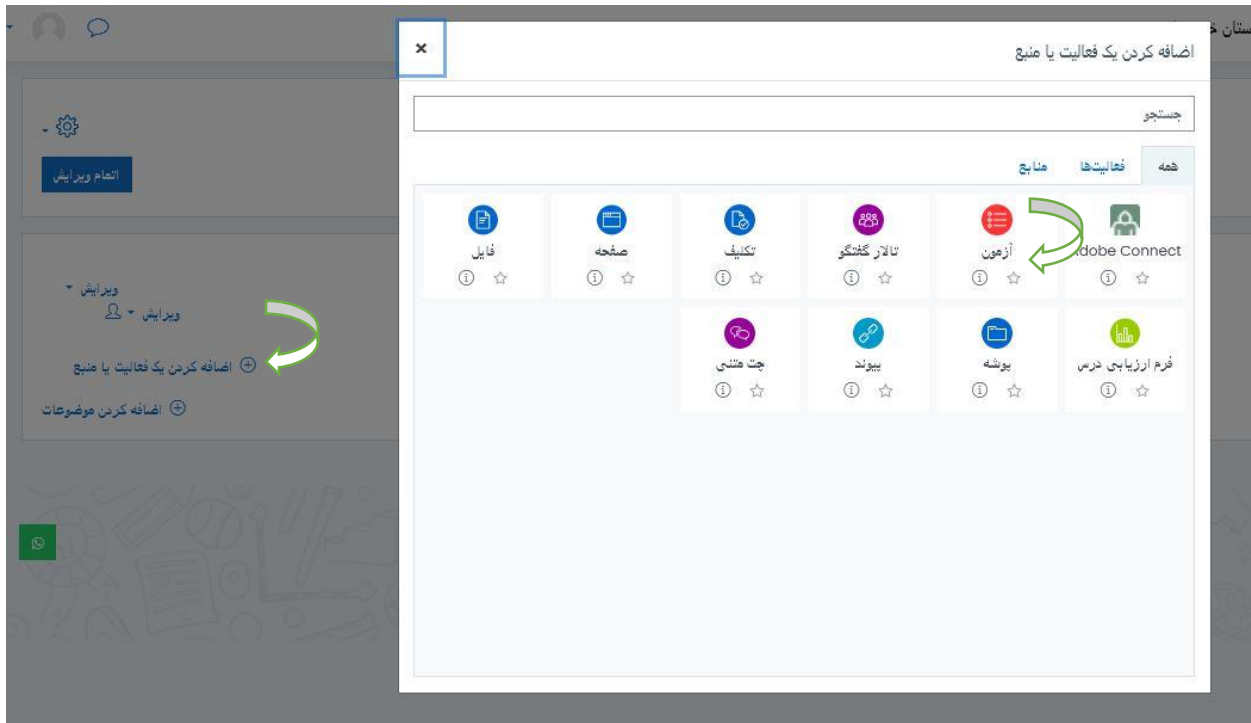 ستان
اضافه کردن یک فعالیت یا منبع
×
جستجو
همه فعالیت‌ها منابع
Adobe Connect
آزمون
تالار گفتگو
تکلیف
صفحه
فایل
فرم ارزیابی درس
پوشه
پیوند
چت متنی
اتمام ویرایش
ویرایش
ویرایش
اضافه کردن یک فعالیت یا منبع
اضافه کردن موضوعات